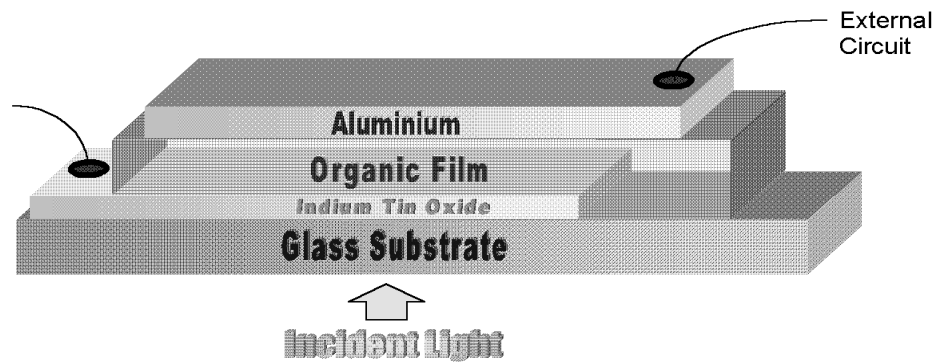 External
Circuit
Aluminium
Organic Film
Indium Tin Oxide
Glass Substrate
Incident Light